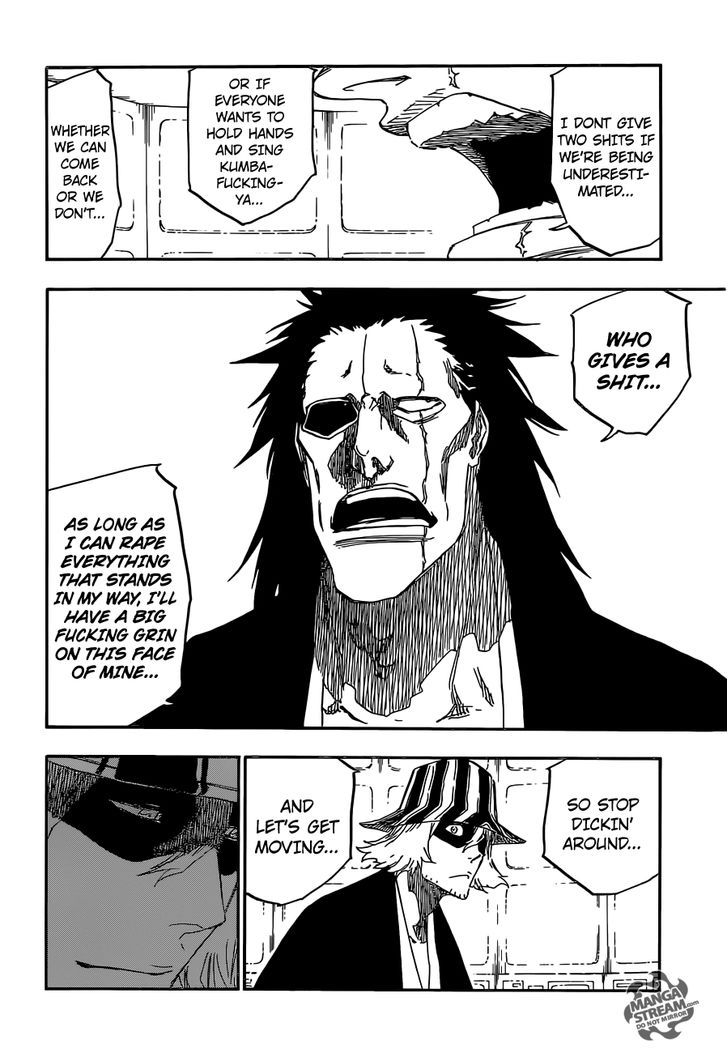 I DONT GIVE
TWO SHITS IF
WE'RE BEING
UNDERESTI-
MATED...
OR IF
EVERYONE
WANTS TO
HOLD HANDS
AND SING
KUMBA-
FUCKING-
YA...
WHETHER
WE CAN
COME
BACK OR WE
DON'T...
WHO
GIVES A
SHIT...
AS LONG AS
I CAN RAPE
EVERYTHING
THAT STANDS
IN MY WAY, I'LL
HAVE A BIG
FUCKING GRIN
ON THIS FACE
OF MINE...
SO STOP
DICKIN'
AROUND...
AND
LET'S GET
MOVING...
MANGA
STREAM.COM
DO NOT MIRROR